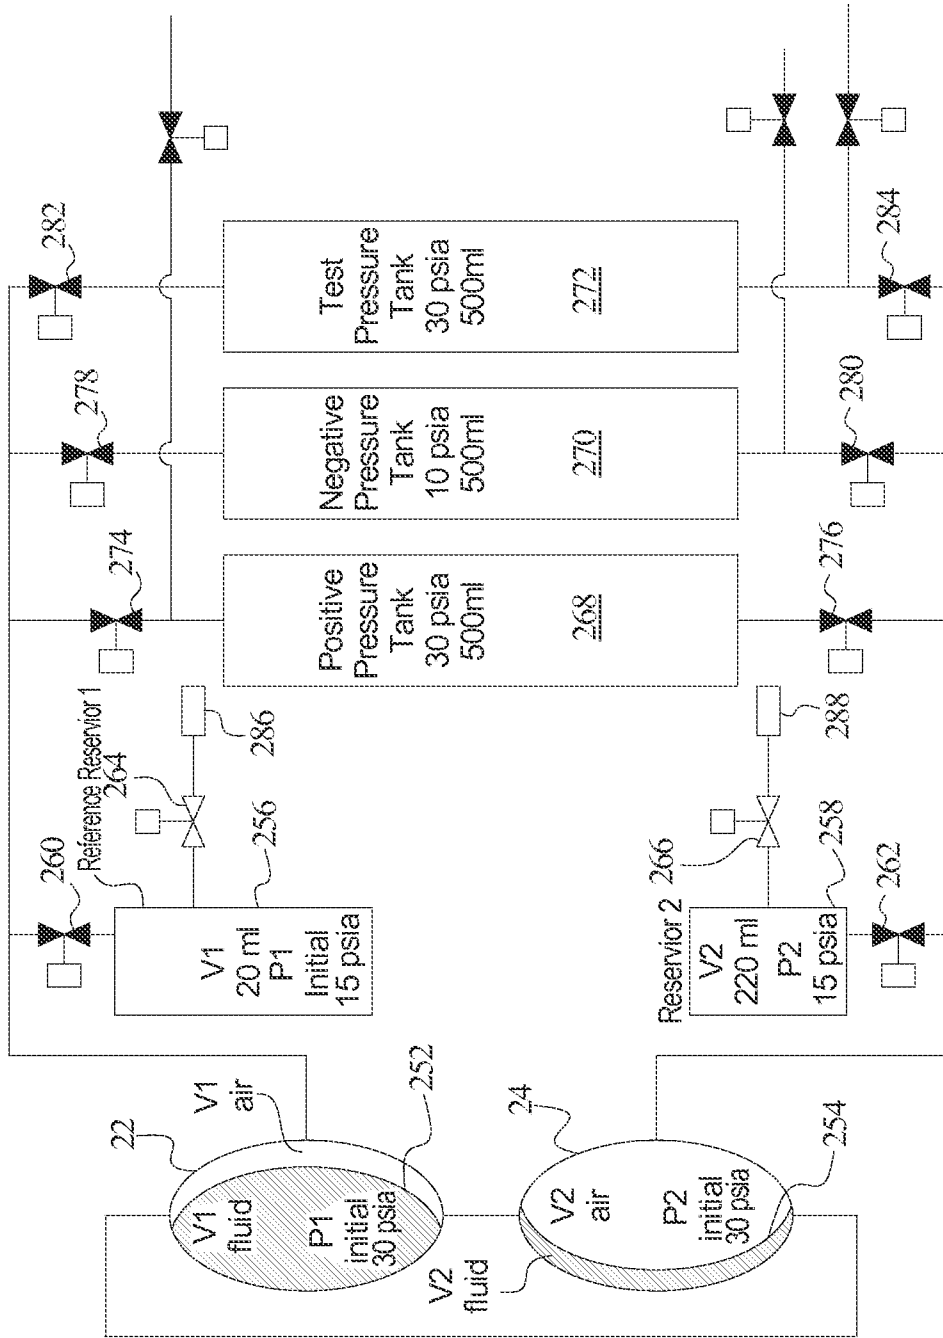 22
V1
air
V1
fluid
P1
initial
30 psia
252
24
V2
air
V2
fluid
P2
initial
30 psia
254
260
Reference Reservior 1
264
V1
20 ml
P1
Initial
15 psia
256
286
Reservior 2
266
V2
220 ml
P2
15 psia
258
262
288
274
Positive
Pressure
Tank
30 psia
500ml
268
276
278
Negative
Pressure
Tank
10 psia
500ml
270
280
282
Test
Pressure
Tank
30 psia
500ml
272
284